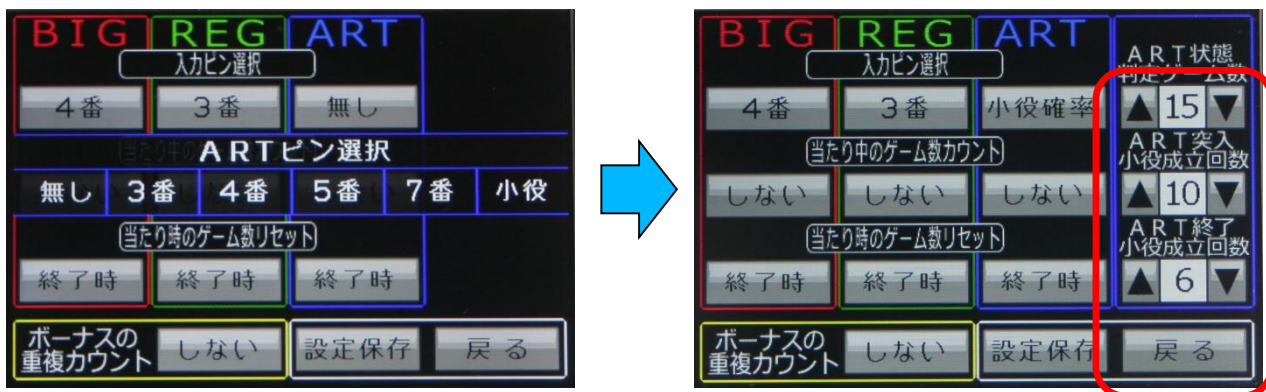 BIG REG ART
入力ピン選択
4番 3番 無し
ARTピン選択
無し 3番 4番 5番 7番 小役
当たり時のゲーム数リセット
終了時 終了時 終了時
ボーナスの
重複カウント
しない 設定保存 戻る
BIG REG ART
入力ピン選択
4番 3番 小役確率
当たり中のゲーム数カウント
しない しない しない
当たり時のゲーム数リセット
終了時 終了時 終了時
ART状態
判定ゲーム数
▲ 15 ▼
ART突入
小役成立回数
▲ 10 ▼
ART終了
小役成立回数
▲ 6 ▼
ボーナスの
重複カウント
しない 設定保存 戻る